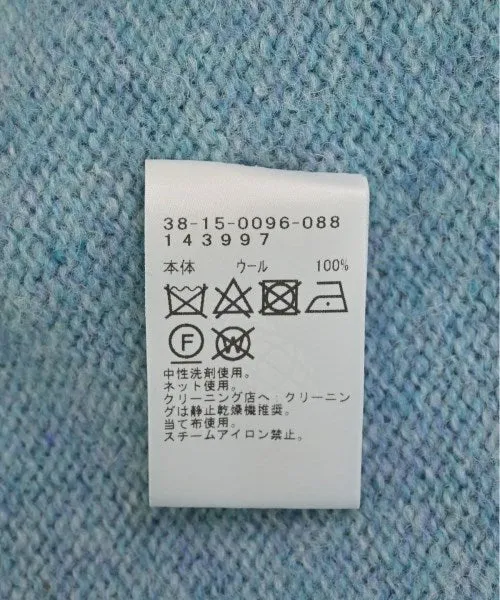 38-15-0096-088
143997
本体 ウール 100%
F W
中性洗剤使用。
ネット使用。
クリーニング店へ：クリーニン
グは静止乾燥機推奨。
当て布使用。
スチームアイロン禁止。